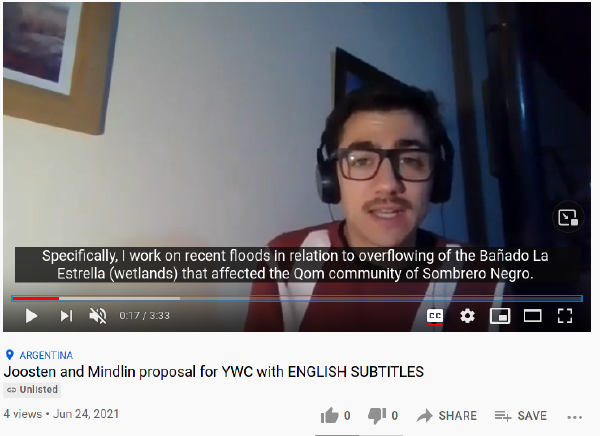 Specifically, I work on recent floods in relation to overflowing of the Bañado La
Estrella (wetlands) that affected the Qom community of Sombrero Negro.
0:17 / 3:33
CC
ARGENTINA
Joosten and Mindlin proposal for YWC with ENGLISH SUBTITLES
Unlisted
4 views • Jun 24, 2021
0
0
SHARE
SAVE